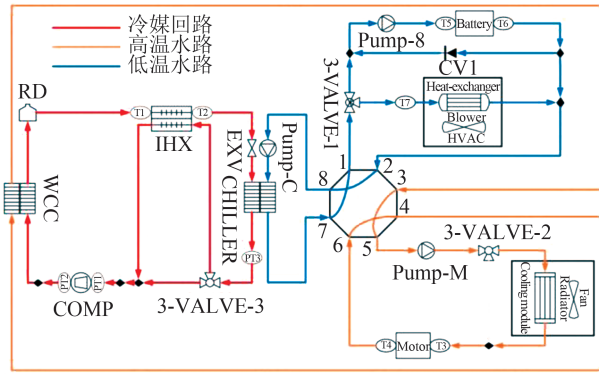 冷媒回路
高温水路
低温水路
RD
T1
T2
IHX
EXV
CHILLER
Pump-C
WCC
PT3
COMP
3-VALVE-3
T5
Battery
T6
Pump-8
CV1
3-VALVE-1
T7
Heat-exchanger
Blower
HVAC
1
2
3
4
5
6
7
8
3-VALVE-2
Pump-M
Fan
Radiator
Cooling module
T4
Motor
T3